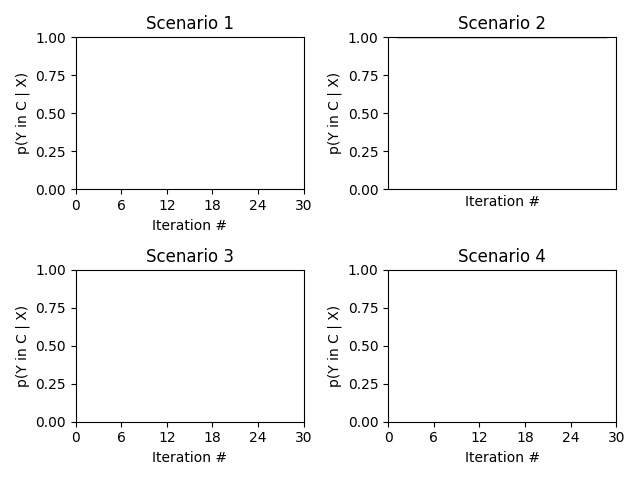 Scenario 1
1.00
0.75
0.50
0.25
0.00
p(Y in C | X)
0 6 12 18 24 30
Iteration #
Scenario 2
1.00
0.75
0.50
0.25
0.00
p(Y in C | X)
Iteration #
Scenario 3
1.00
0.75
0.50
0.25
0.00
p(Y in C | X)
0 6 12 18 24 30
Iteration #
Scenario 4
1.00
0.75
0.50
0.25
0.00
p(Y in C | X)
0 6 12 18 24 30
Iteration #